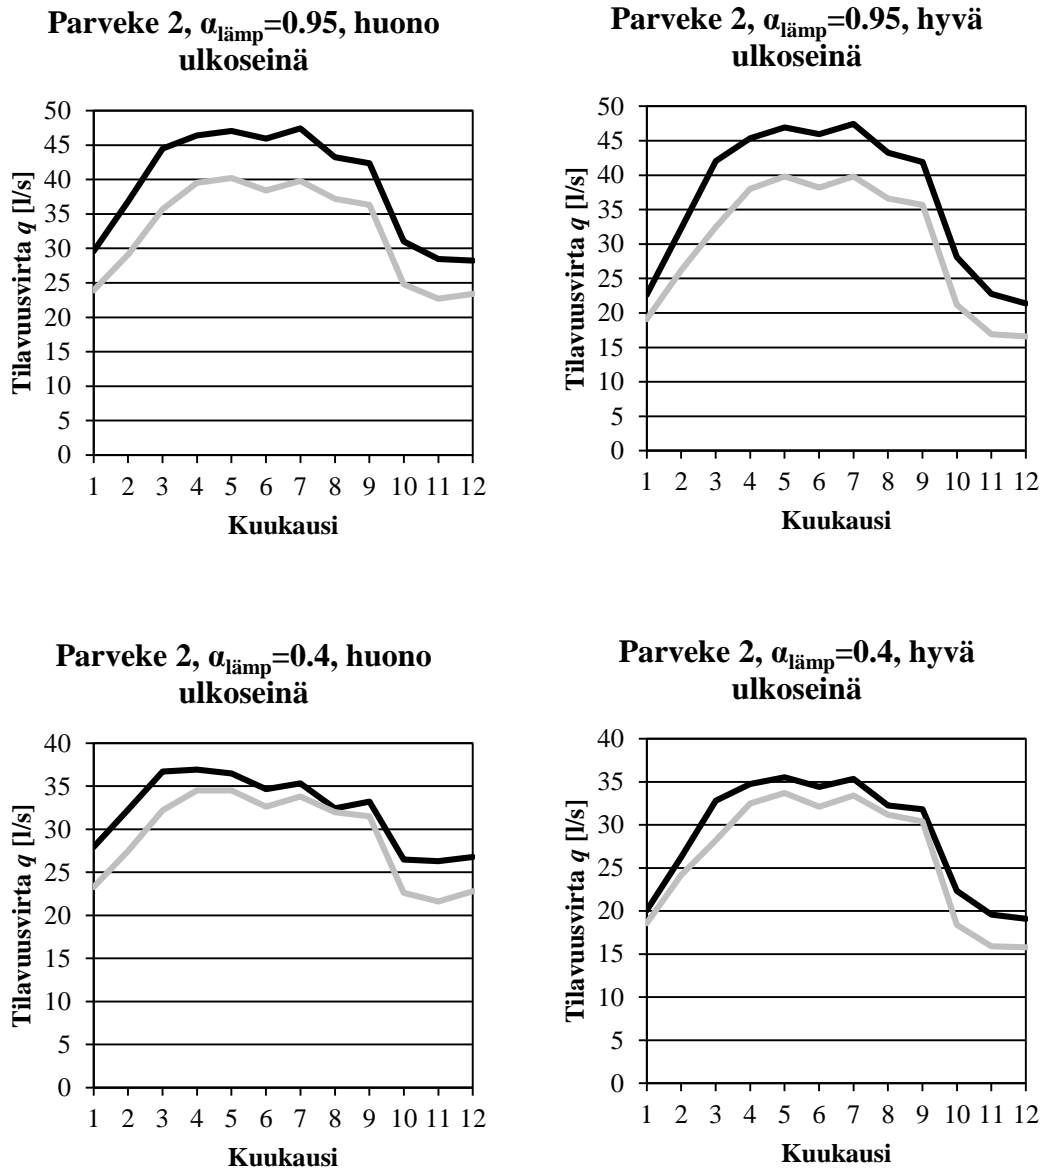 Parveke 2, αlämp=0.95, huono
ulkoseinä
50
45
40
35
30
25
20
15
10
5
0
Tilavuusvirta q [l/s]
1 2 3 4 5 6 7 8 9 10 11 12
Kuukausi
Parveke 2, αlämp=0.95, hyvä
ulkoseinä
50
45
40
35
30
25
20
15
10
5
0
Tilavuusvirta q [l/s]
1 2 3 4 5 6 7 8 9 10 11 12
Kuukausi
Parveke 2, αlämp=0.4, huono
ulkoseinä
40
35
30
25
20
15
10
5
0
Tilavuusvirta q [l/s]
1 2 3 4 5 6 7 8 9 10 11 12
Kuukausi
Parveke 2, αlämp=0.4, hyvä
ulkoseinä
40
35
30
25
20
15
10
5
0
Tilavuusvirta q [l/s]
1 2 3 4 5 6 7 8 9 10 11 12
Kuukausi